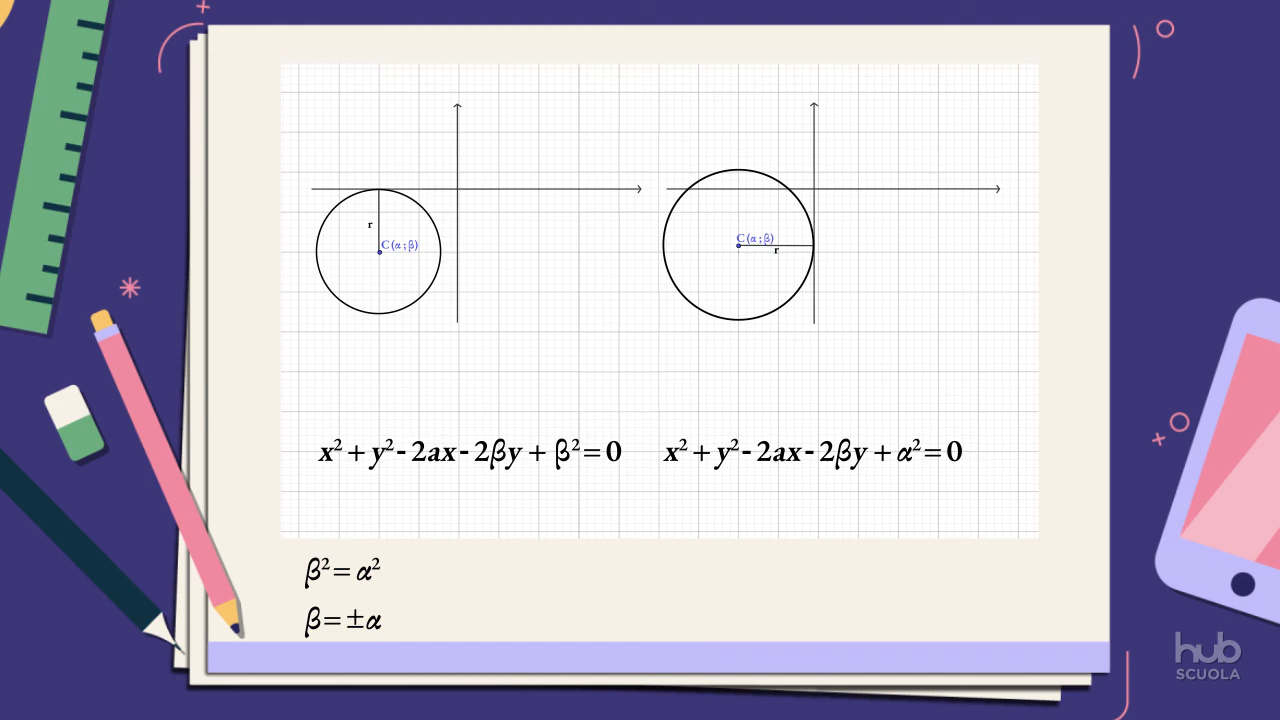 r
C(α;β)
C(α;β)
r
x² + y² - 2ax - 2βy + β² = 0
x² + y² - 2ax - 2βy + α² = 0
β² = α²
β = ±α
hub
SCUOLA